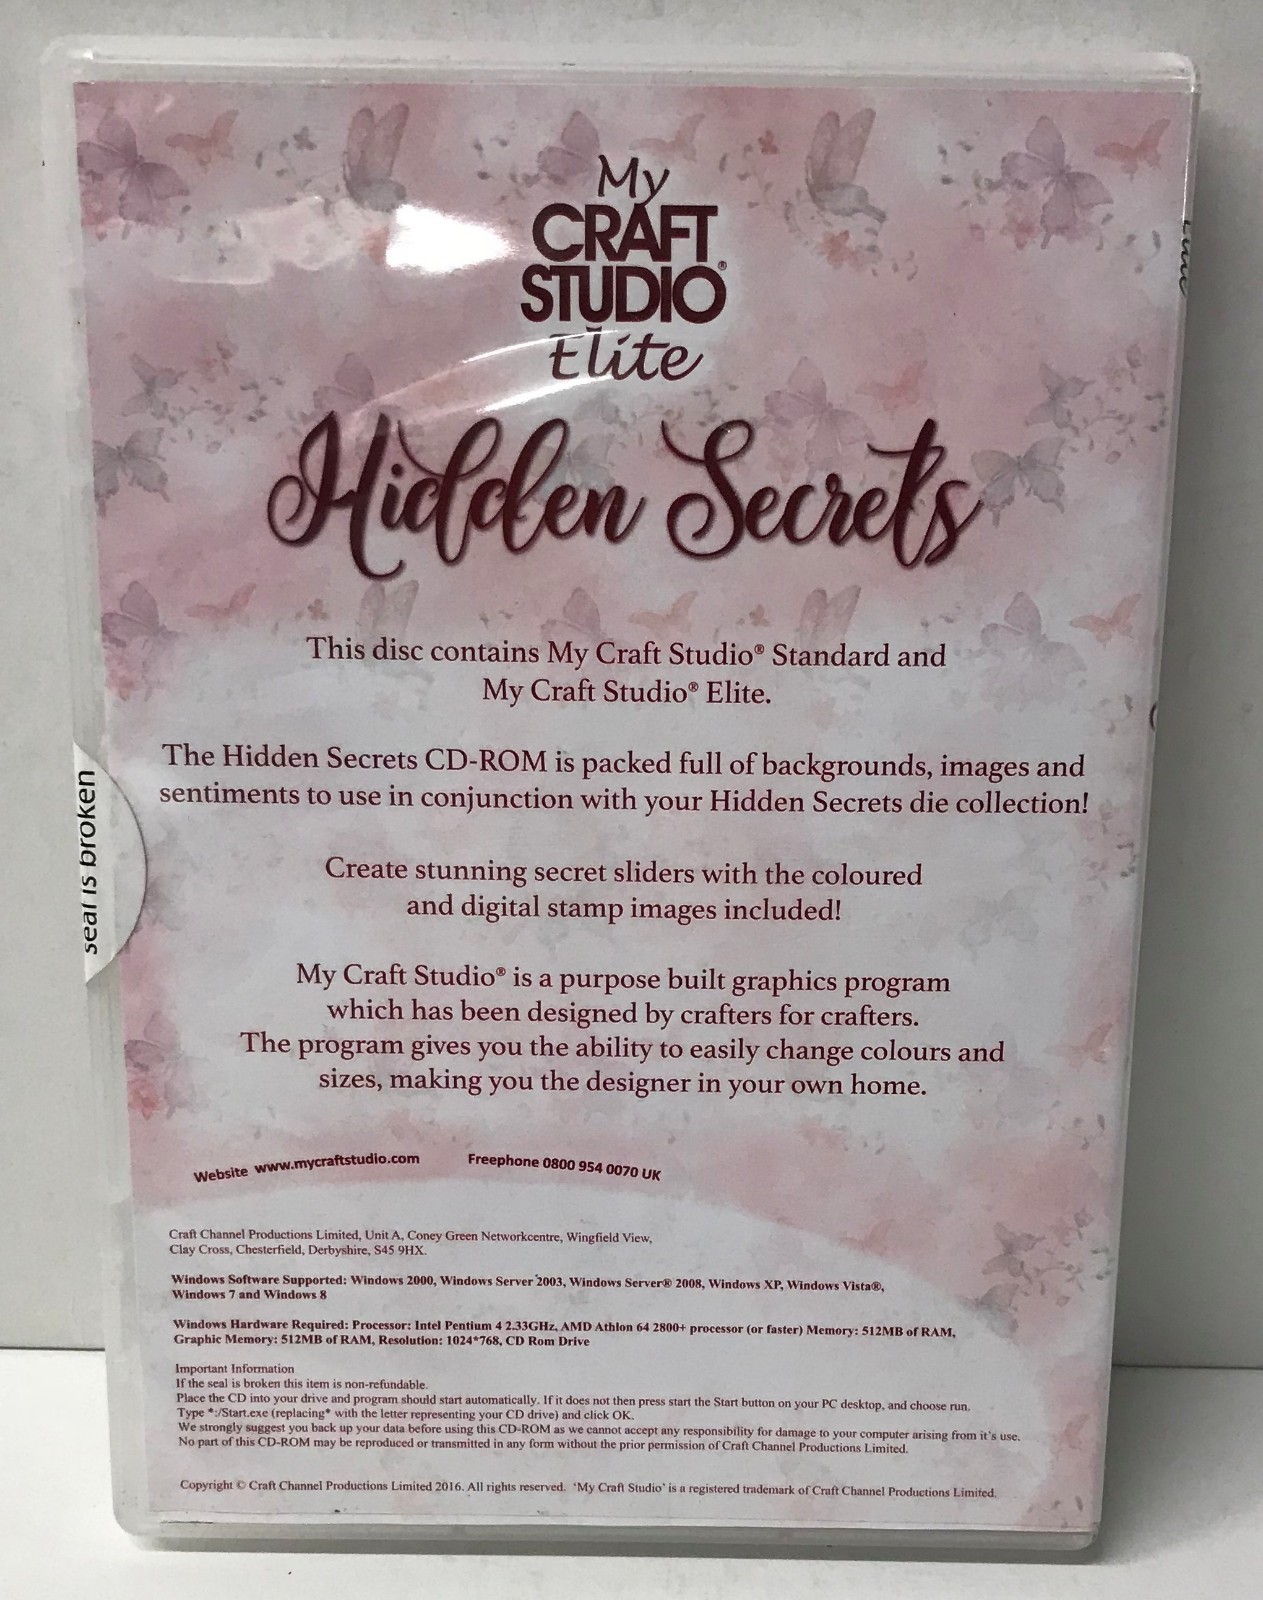 My
CRAFT
STUDIO®
Elite
Hidden Secrets
This disc contains My Craft Studio® Standard and
My Craft Studio® Elite.
The Hidden Secrets CD-ROM is packed full of backgrounds, images and
sentiments to use in conjunction with your Hidden Secrets die collection!
seal is broken
Create stunning secret sliders with the coloured
and digital stamp images included!
My Craft Studio® is a purpose built graphics program
which has been designed by crafters for crafters.
The program gives you the ability to easily change colours and
sizes, making you the designer in your own home.
Website www.mycraftstudio.com Freephone 0800 954 0070 UK
Craft Channel Productions Limited, Unit A, Coney Green Networkcentre, Wingfield View,
Clay Cross, Chesterfield, Derbyshire, S45 9HX.
Windows Software Supported: Windows 2000, Windows Server 2003, Windows Server® 2008, Windows XP, Windows Vista®,
Windows 7 and Windows 8
Windows Hardware Required: Processor: Intel Pentium 4 2.33GHz, AMD Athlon 64 2800+ processor (or faster) Memory: 512MB of RAM,
Graphic Memory: 512MB of RAM, Resolution: 1024*768, CD Rom Drive
Important Information
If the seal is broken this item is non-refundable.
Place the CD into your drive and program should start automatically. If it does not then press start the Start button on your PC desktop, and choose run.
Type *:/Start.exe (replacing* with the letter representing your CD drive) and click OK.
We strongly suggest you back up your data before using this CD-ROM as we cannot accept any responsibility for damage to your computer arising from it's use.
No part of this CD-ROM may be reproduced or transmitted in any form without the prior permission of Craft Channel Productions Limited.
Copyright © Craft Channel Productions Limited 2016. All rights reserved. 'My Craft Studio' is a registered trademark of Craft Channel Productions Limited.